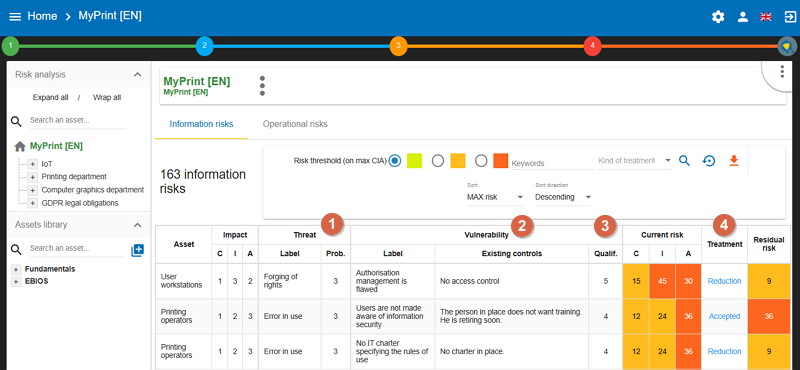 Home > MyPrint [EN]
1 2 3 4
Risk analysis
Expand all / Wrap all
Search an asset...
MyPrint [EN]
+ IoT
+ Printing department
+ Computer graphics department
+ GDPR legal obligations
Assets library
Search an asset...
+ Fundamentals
+ EBIOS
MyPrint [EN]
MyPrint [EN]
Information risks Operational risks
163 information
risks
Risk threshold (on max CIA) Keywords Kind of treatment
Sort Sort direction
MAX risk Descending
1 2 3 4
Asset Impact Threat Vulnerability Current risk Treatment Residual
risk
C I A Label Prob. Label Existing controls Qualif. C I A
User
workstations 1 3 2 Forging of
rights 3 Authorisation
management is
flawed No access control 5 15 45 30 Reduction 9
Printing
operators 1 2 3 Error in use 3 Users are not made
aware of information
security The person in place does not want training.
He is retiring soon. 4 12 24 36 Accepted 36
Printing
operators 1 2 3 Error in use 3 No IT charter
specifying the rules of
use No charter in place. 4 12 24 36 Reduction 9